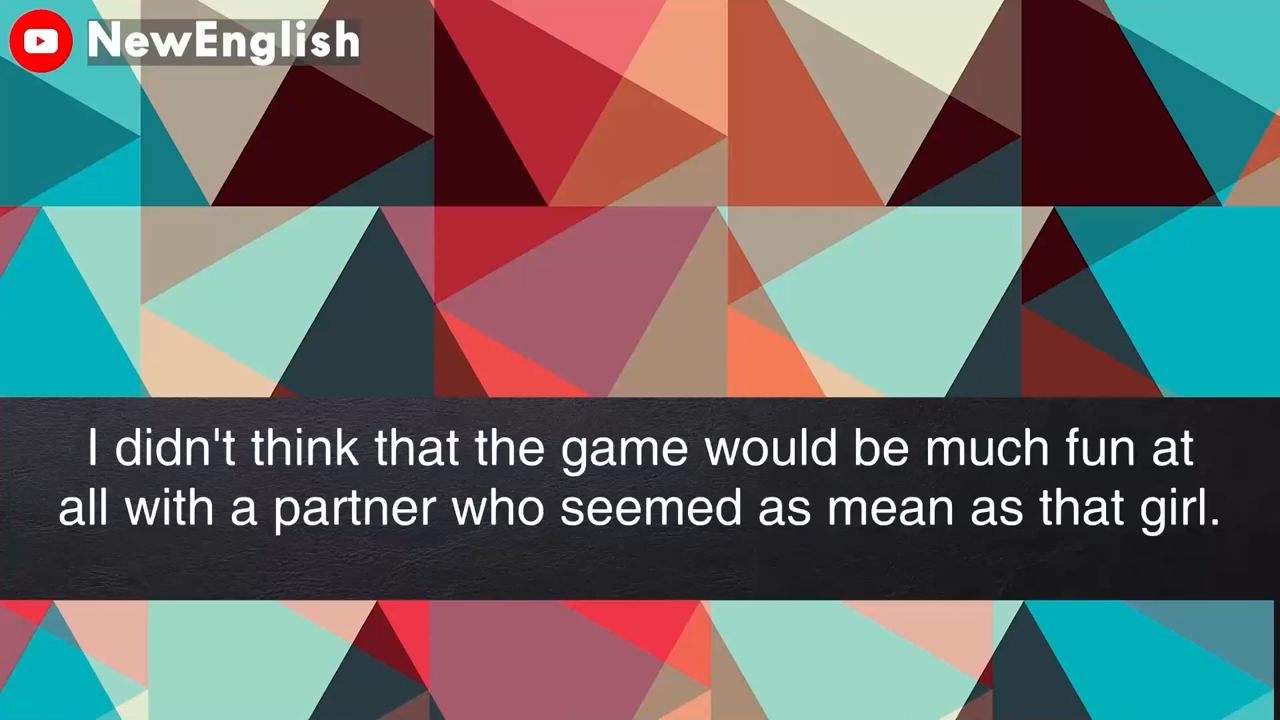 NewEnglish
I didn't think that the game would be much fun at
all with a partner who seemed as mean as that girl.